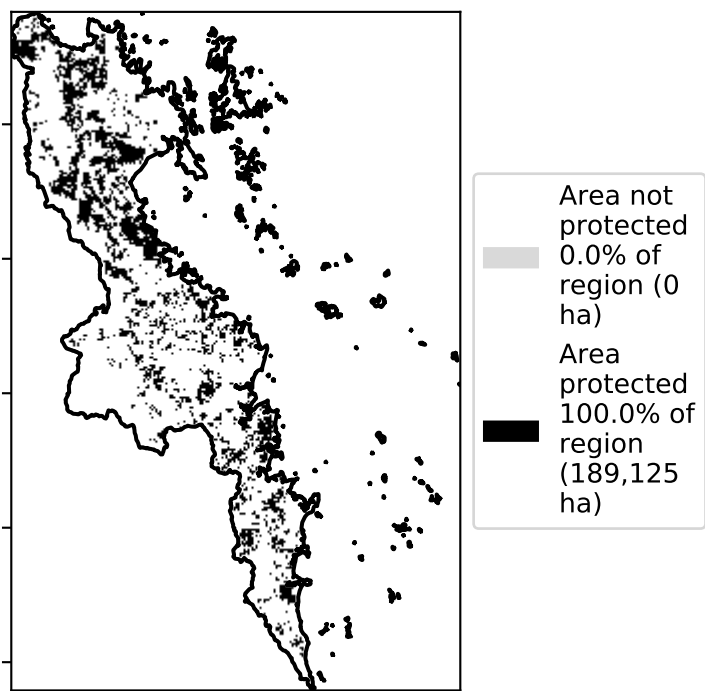 Area not
protected
0.0% of
region (0
ha)
Area
protected
100.0% of
region
(189,125
ha)